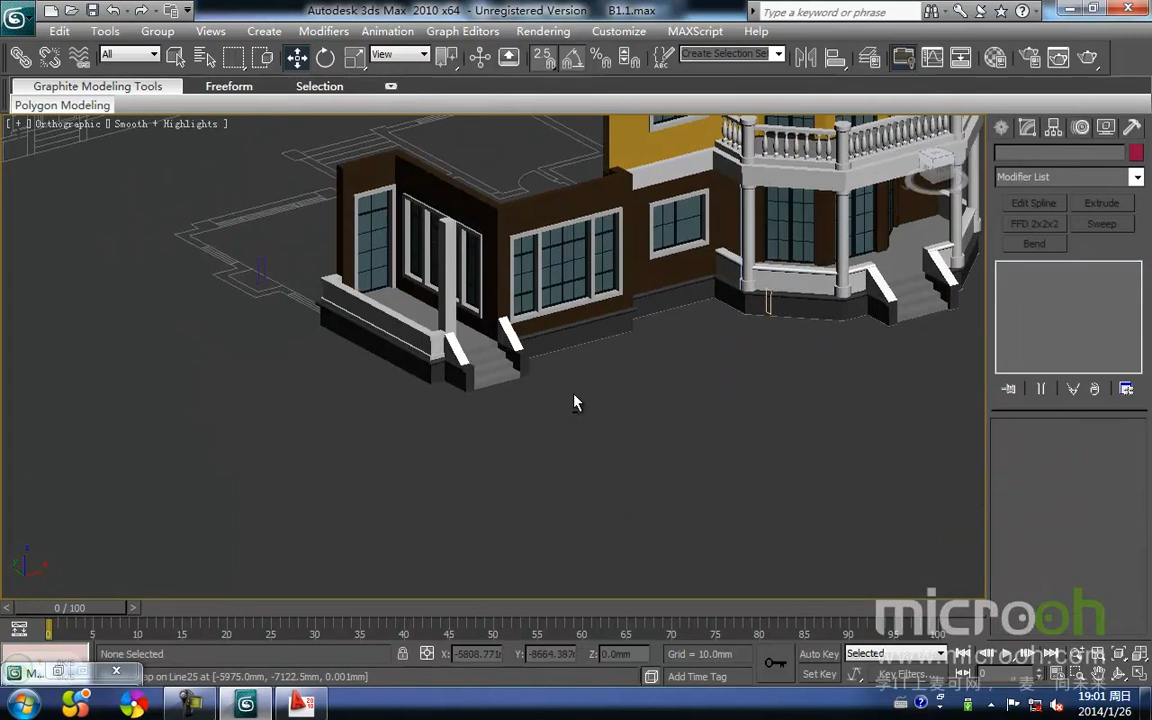 Autodesk 3ds Max 2010 x64 - Unregistered Version B1.1.max
Type a keyword or phrase
Edit Tools Group Views Create Modifiers Animation Graph Editors Rendering Customize MAXScript Help
All View 2.5 Create Selection Se
Graphite Modeling Tools Freeform Selection
Polygon Modeling
[ + ] Orthographic ] Smooth + Highlights ]
Modifier List
Edit Spline Extrude
FFD 2x2x2 Sweep
Bend
0 / 100
0 5 10 15 20 25 30 35 40 45 50 55 60 65 70 75 80 85 90 95 100
microoh
www.microoh.com
None Selected X: -5808.771 Y: -8664.387 Z: 0.0mm Grid = 10.0mm Auto Key Selected
M... ap on Line25 at [-5975.0mm, -7122.5mm, 0.001mm] Add Time Tag Set Key Key Filters... 0
19:01 周日
2014/1/26